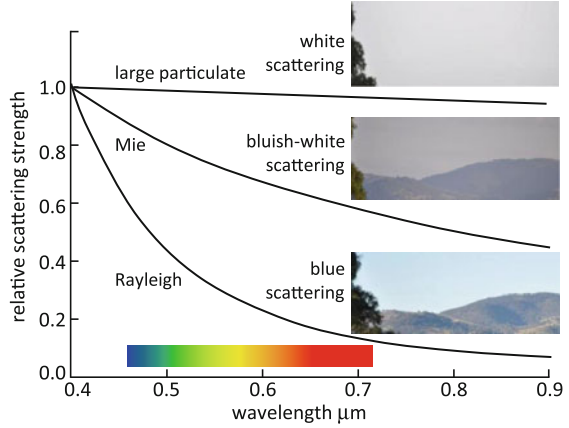 white
scattering
large particulate
1.0
Mie
bluish-white
scattering
0.8
0.6
relative scattering strength
0.4
Rayleigh
blue
scattering
0.2
0.0
0.4
0.5
0.6
0.7
0.8
0.9
wavelength μm